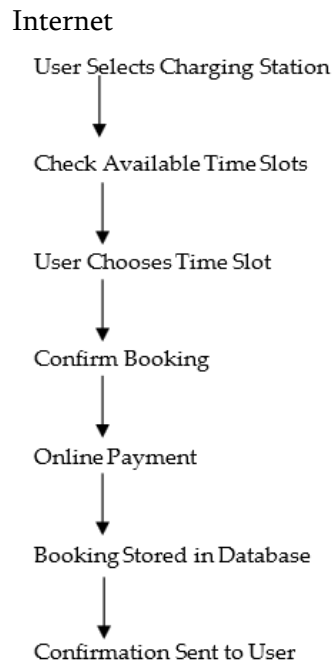 Internet
User Selects Charging Station
Check Available Time Slots
User Chooses Time Slot
Confirm Booking
Online Payment
Booking Stored in Database
Confirmation Sent to User